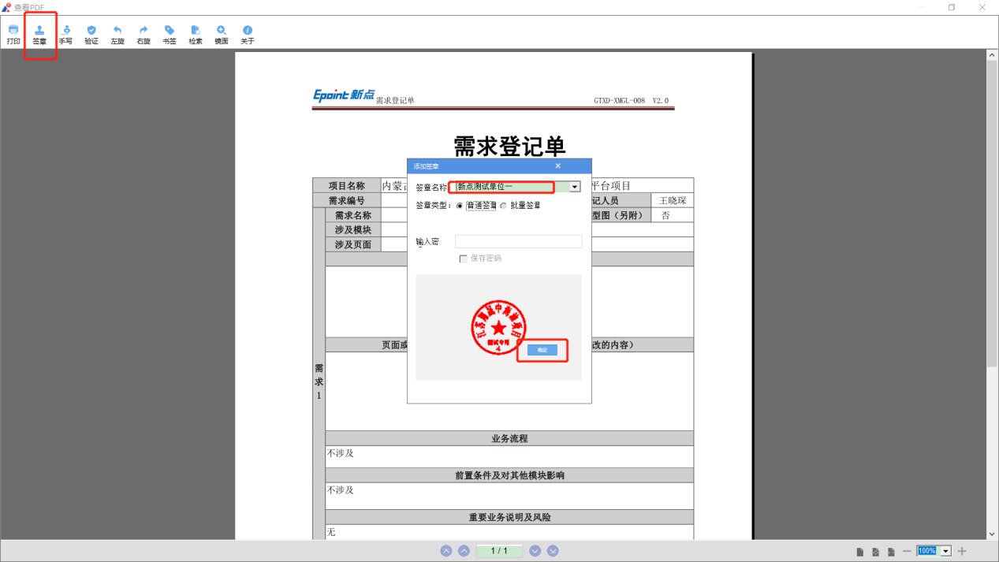 查看PDF
打印 签章 手写 验证 左旋 右旋 书签 检索 镜面 关于
Epoint 新点 需求登记单 GTXD-XMGL-008 V2.0
需求登记单
添加签章
项目名称 内蒙古 平台项目
签章名称 新点测试单位一
需求编号 记人员 王晓琛
签章类型: 普通签章 批量签章
需求名称 型图（另附） 否
涉及模块
涉及页面
输入密
保存密码
测试专用
4
确定
页面或 改的内容）
需求1
业务流程
不涉及
前置条件及对其他模块影响
不涉及
重要业务说明及风险
无
1 / 1
100%